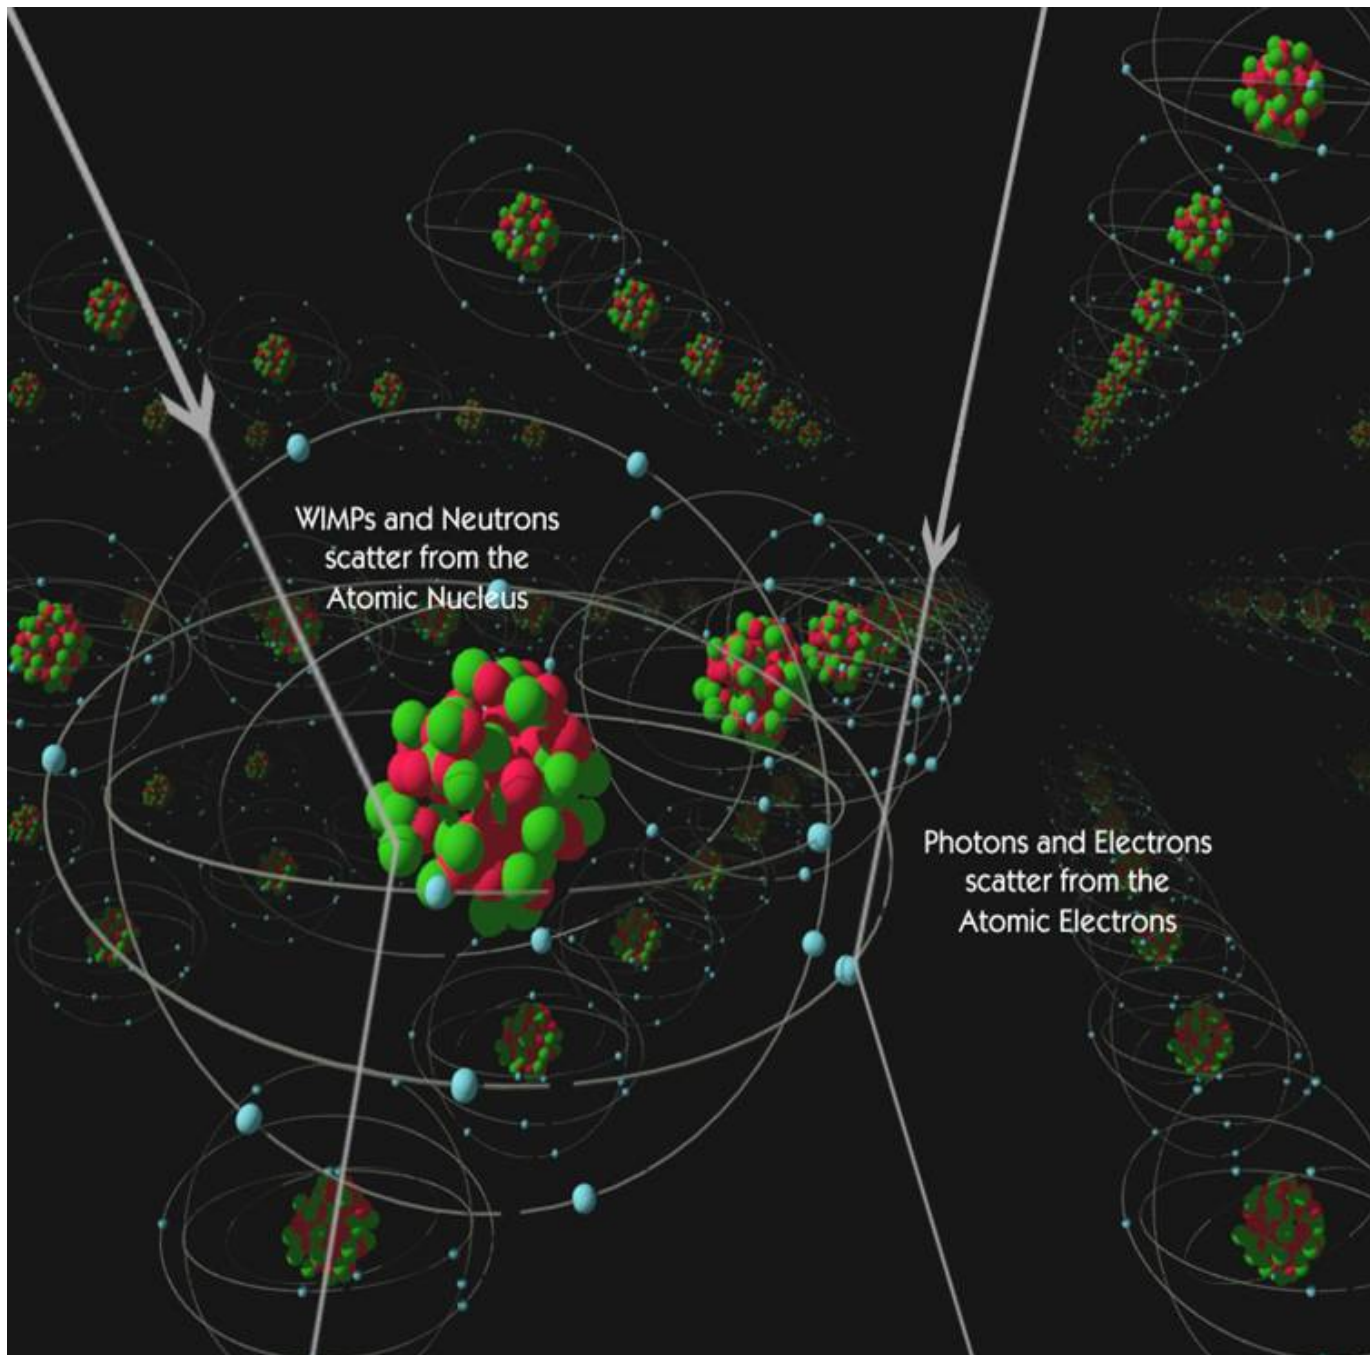 WIMPs and Neutrons
scatter from the
Atomic Nucleus
Photons and Electrons
scatter from the
Atomic Electrons